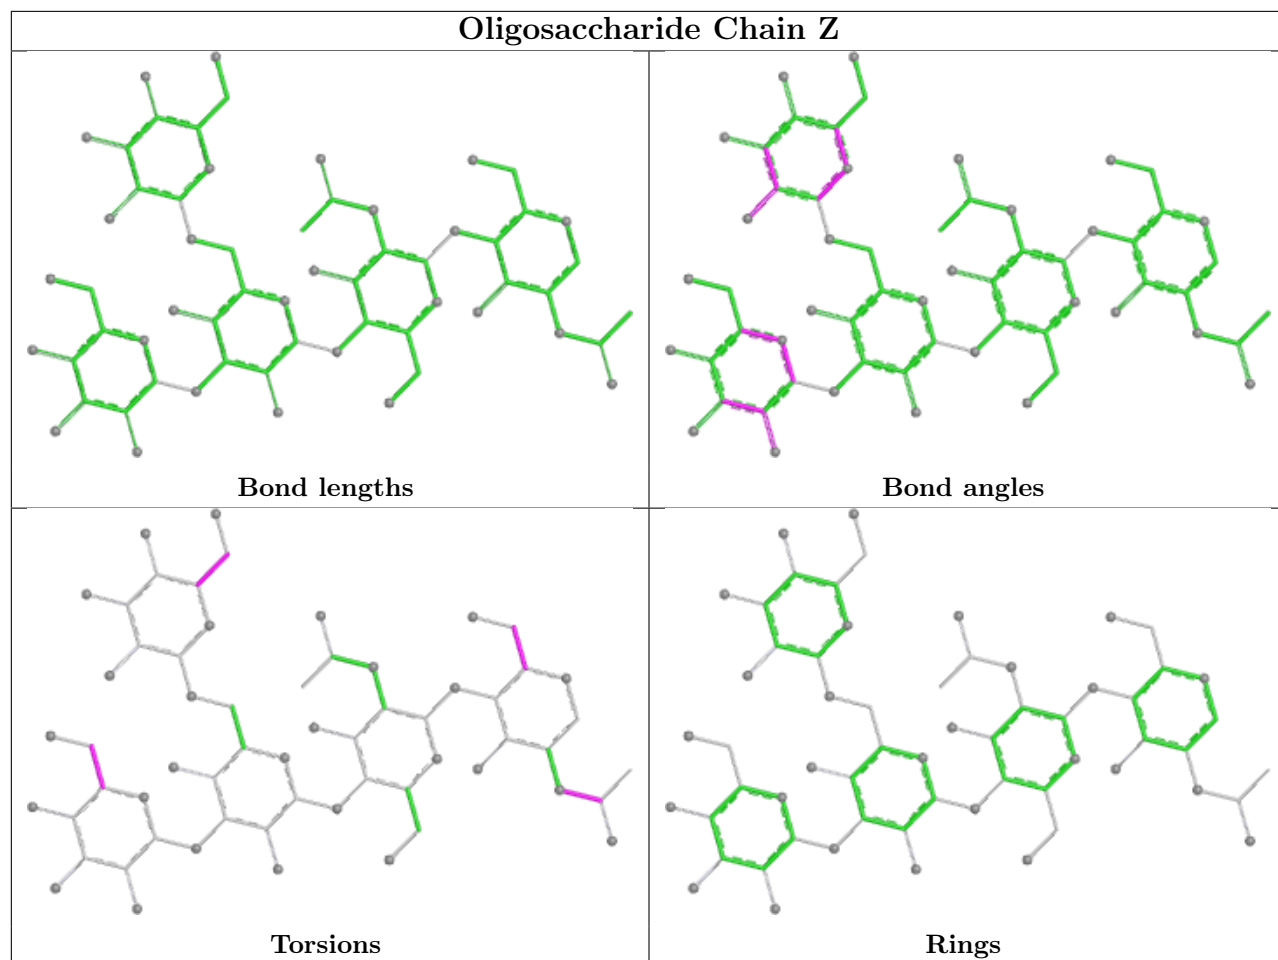 Oligosaccharide Chain Z
Bond lengths
Bond angles
Torsions
Rings